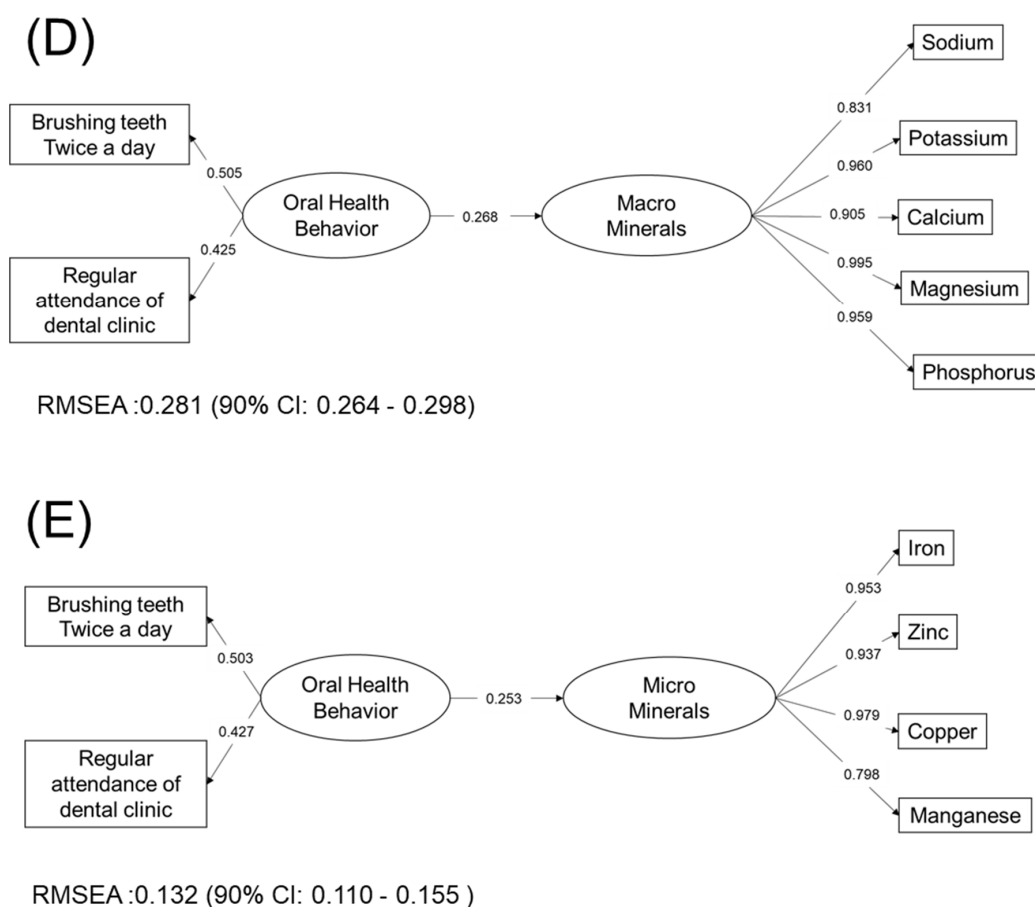 (D)
Brushing teeth
Twice a day
0.505
Oral Health
Behavior
0.425
Regular
attendance of
dental clinic
0.268
Macro
Minerals
0.831
Sodium
0.960
Potassium
0.905
Calcium
0.995
Magnesium
0.959
Phosphorus
RMSEA :0.281 (90% CI: 0.264 - 0.298)
(E)
Brushing teeth
Twice a day
0.503
Oral Health
Behavior
0.427
Regular
attendance of
dental clinic
0.253
Micro
Minerals
0.953
Iron
0.937
Zinc
0.979
Copper
0.798
Manganese
RMSEA :0.132 (90% CI: 0.110 - 0.155 )